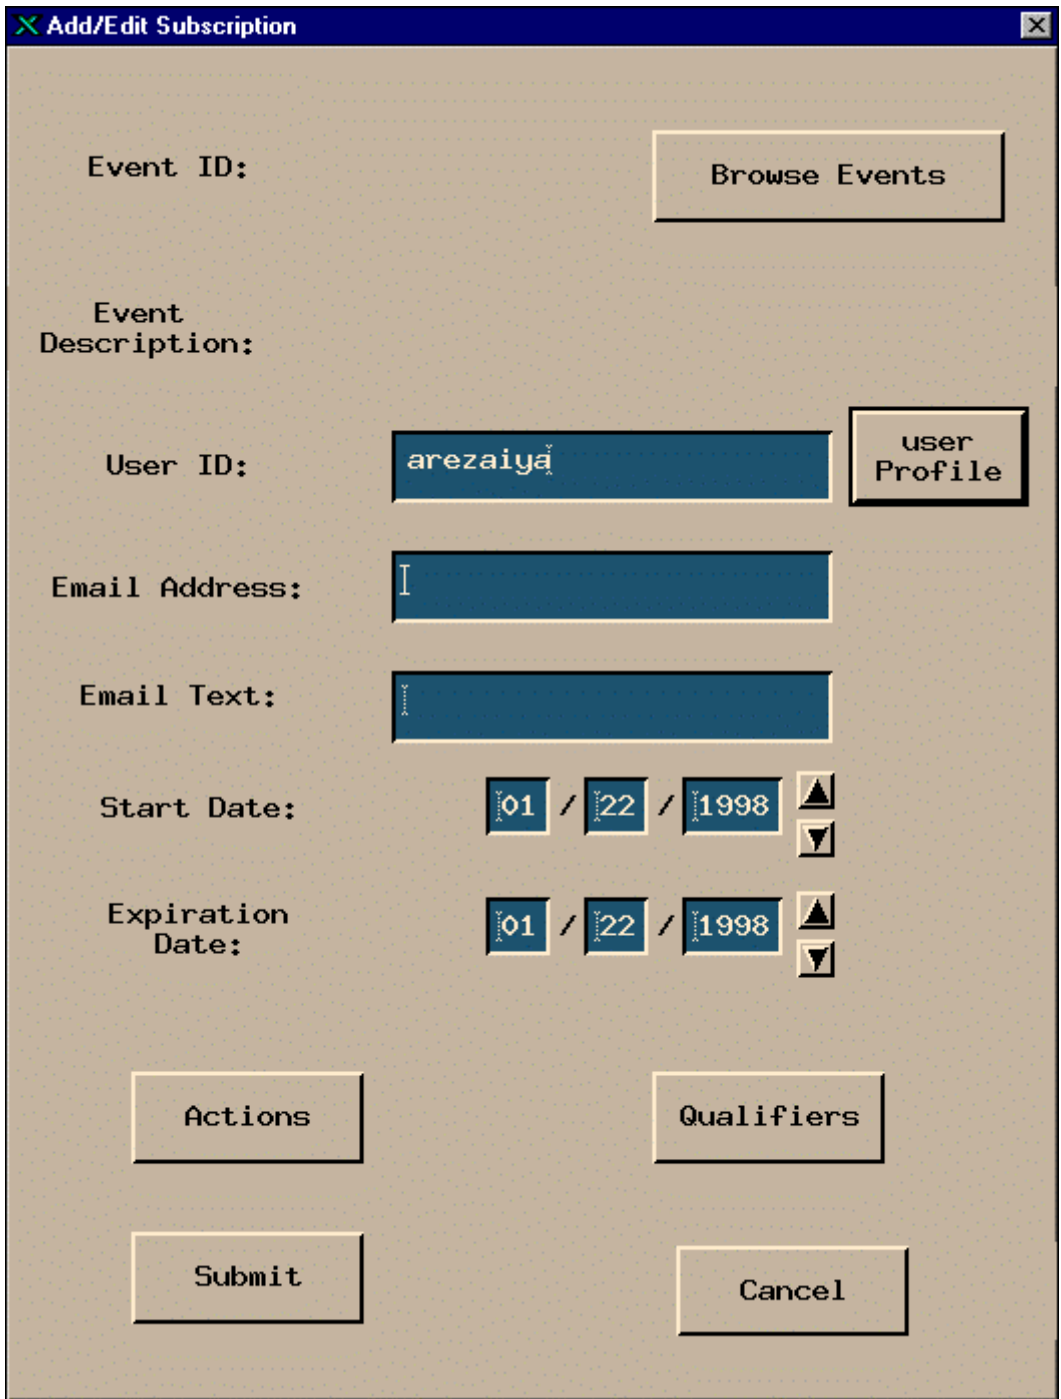 Add/Edit Subscription
Event ID:
Browse Events
Event
Description:
User ID:
arezaiya
user
Profile
Email Address:
Email Text:
Start Date:
01 / 22 / 1998
Expiration
Date:
01 / 22 / 1998
Actions
Qualifiers
Submit
Cancel